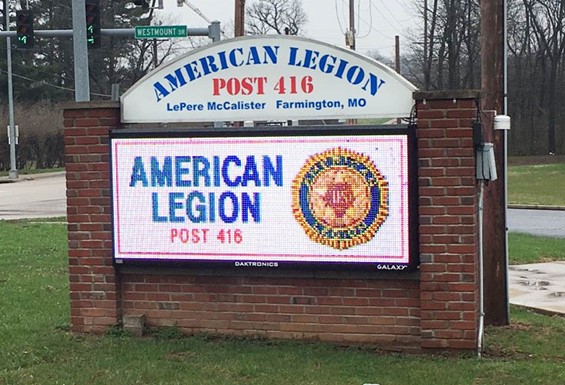 WESTMOUNT DR
AMERICAN LEGION
POST 416
LePere McCalister Farmington, MO
AMERICAN
LEGION
POST 416
DAKTRONICS
GALAXY